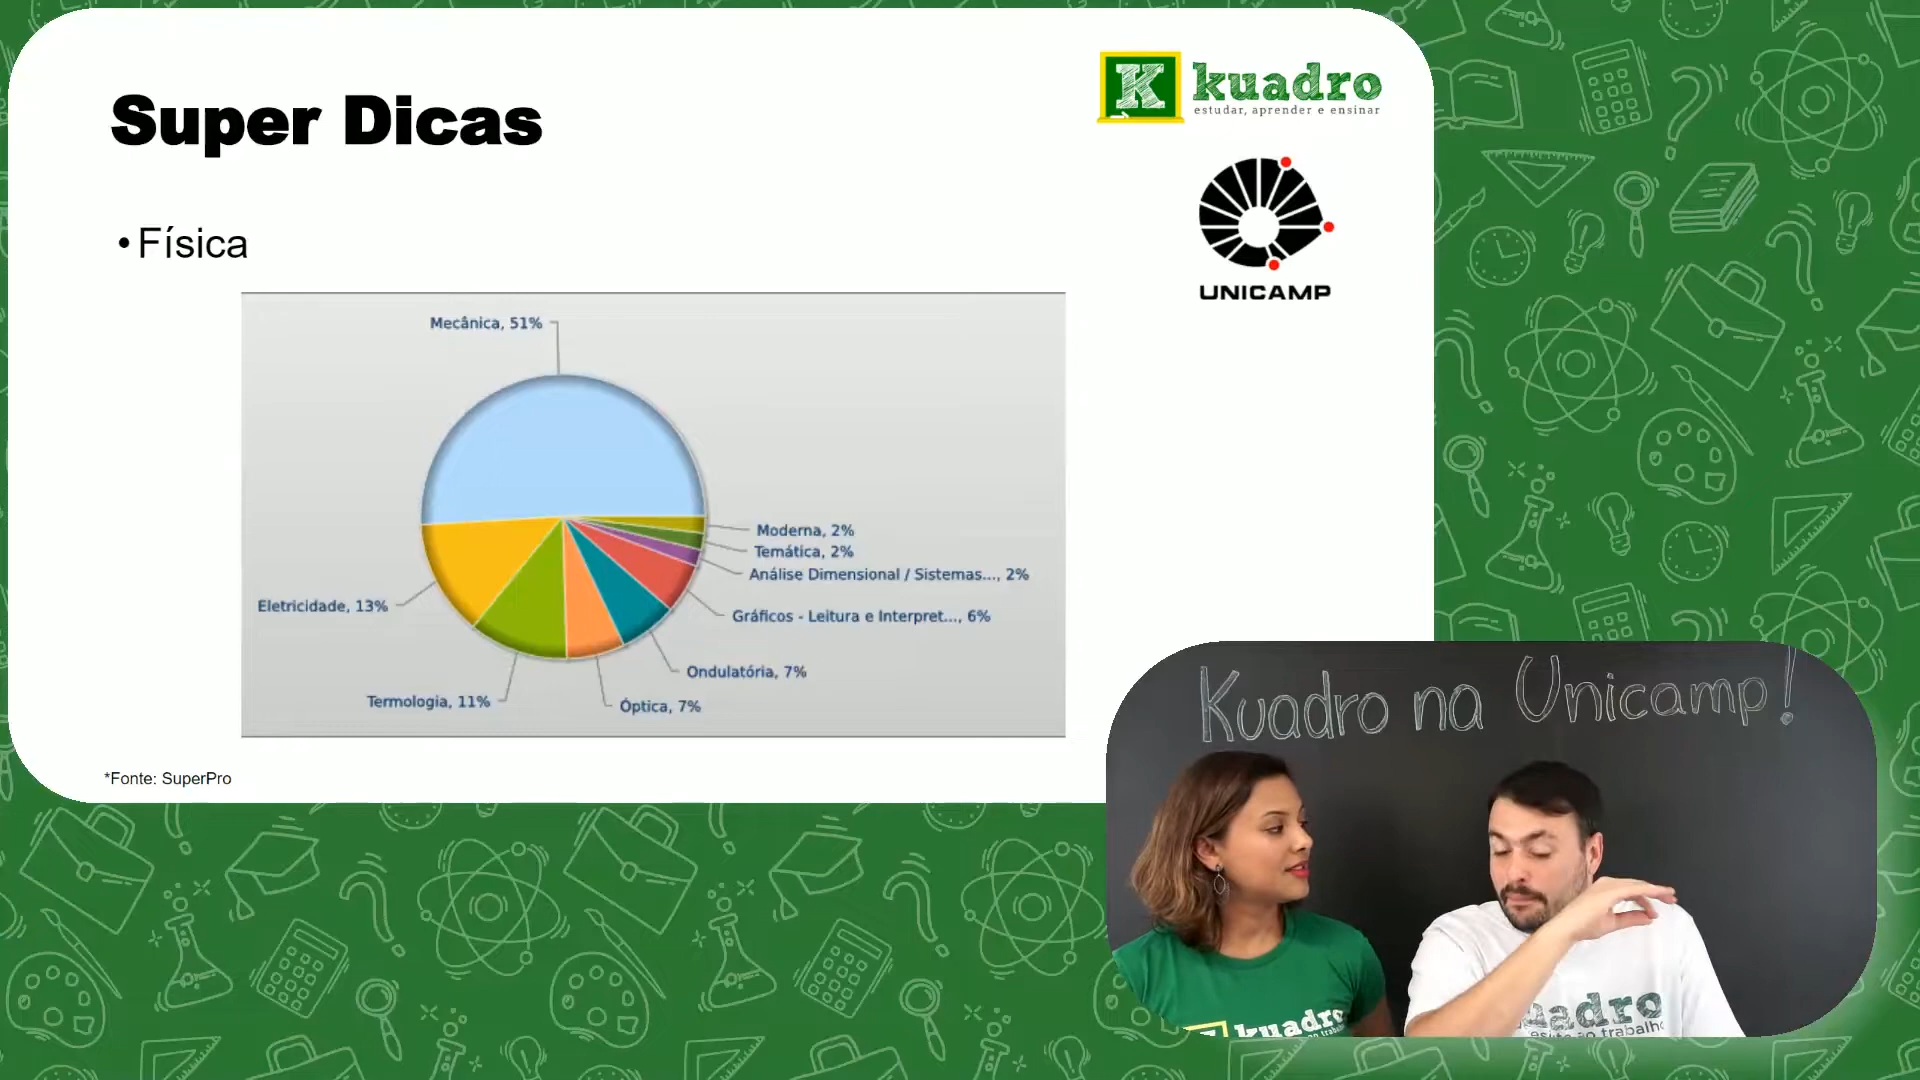 Super Dicas
kuadro
estudar, aprender e ensinar
UNICAMP
•Física
Mecânica, 51%
Moderna, 2%
Temática, 2%
Análise Dimensional / Sistemas..., 2%
Gráficos - Leitura e Interpret..., 6%
Ondulatória, 7%
Óptica, 7%
Termologia, 11%
Eletricidade, 13%
*Fonte: SuperPro
Kuadro na Unicamp!
kuadro